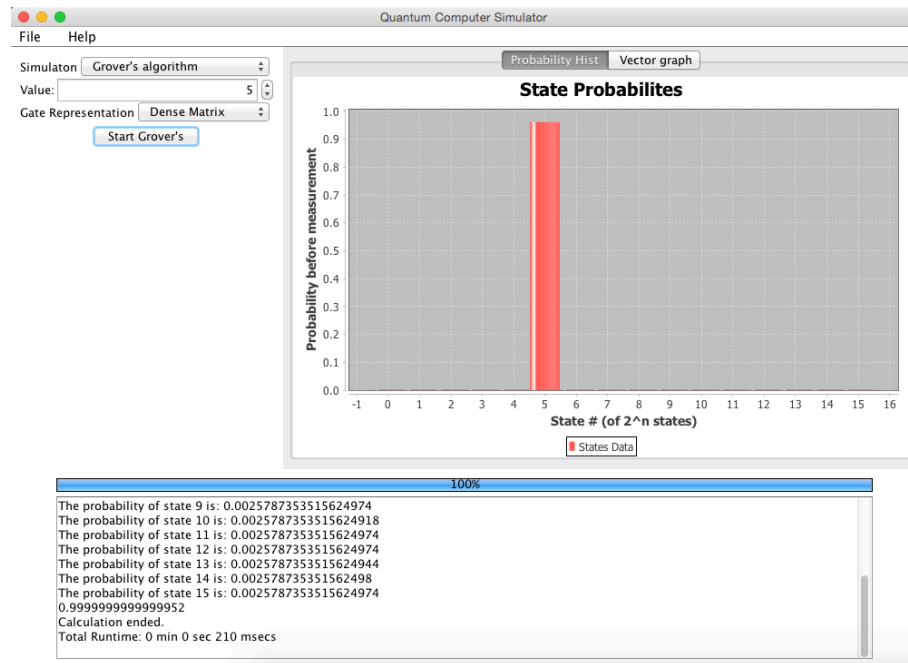 Quantum Computer Simulator
File Help
Simulaton Grover's algorithm
Value: 5
Gate Representation Dense Matrix
Start Grover's
Probability Hist Vector graph
State Probabilites
Probability before measurement
1.0
0.9
0.8
0.7
0.6
0.5
0.4
0.3
0.2
0.1
0.0
-1 0 1 2 3 4 5 6 7 8 9 10 11 12 13 14 15 16
State # (of 2^n states)
States Data
100%
The probability of state 9 is: 0.0025787353515624974
The probability of state 10 is: 0.0025787353515624918
The probability of state 11 is: 0.0025787353515624974
The probability of state 12 is: 0.0025787353515624974
The probability of state 13 is: 0.0025787353515624944
The probability of state 14 is: 0.002578735351562498
The probability of state 15 is: 0.0025787353515624974
0.9999999999999952
Calculation ended.
Total Runtime: 0 min 0 sec 210 msecs